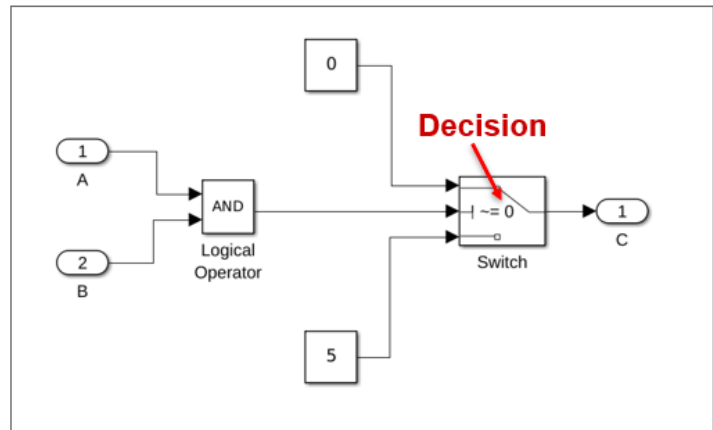 0
Decision
1
A
AND
~= 0
1
C
2
B
Logical
Operator
Switch
5